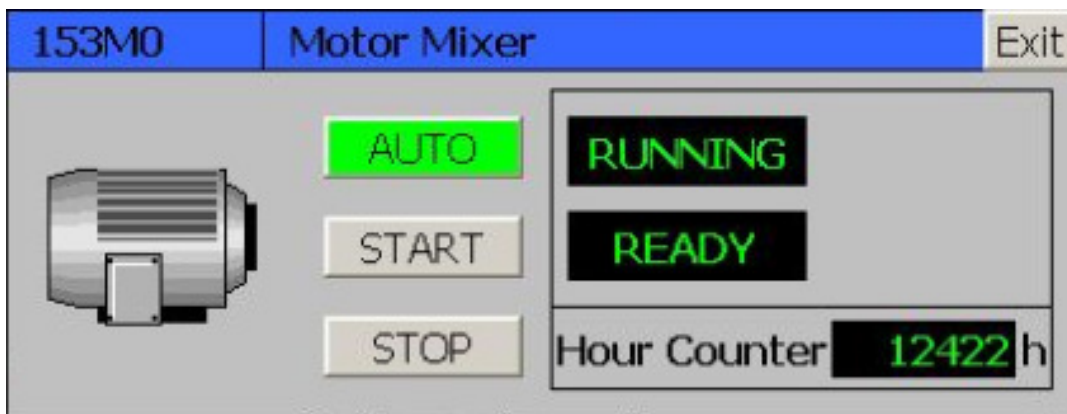 153M0 Motor Mixer Exit
AUTO
RUNNING
START
READY
STOP
Hour Counter 12422 h